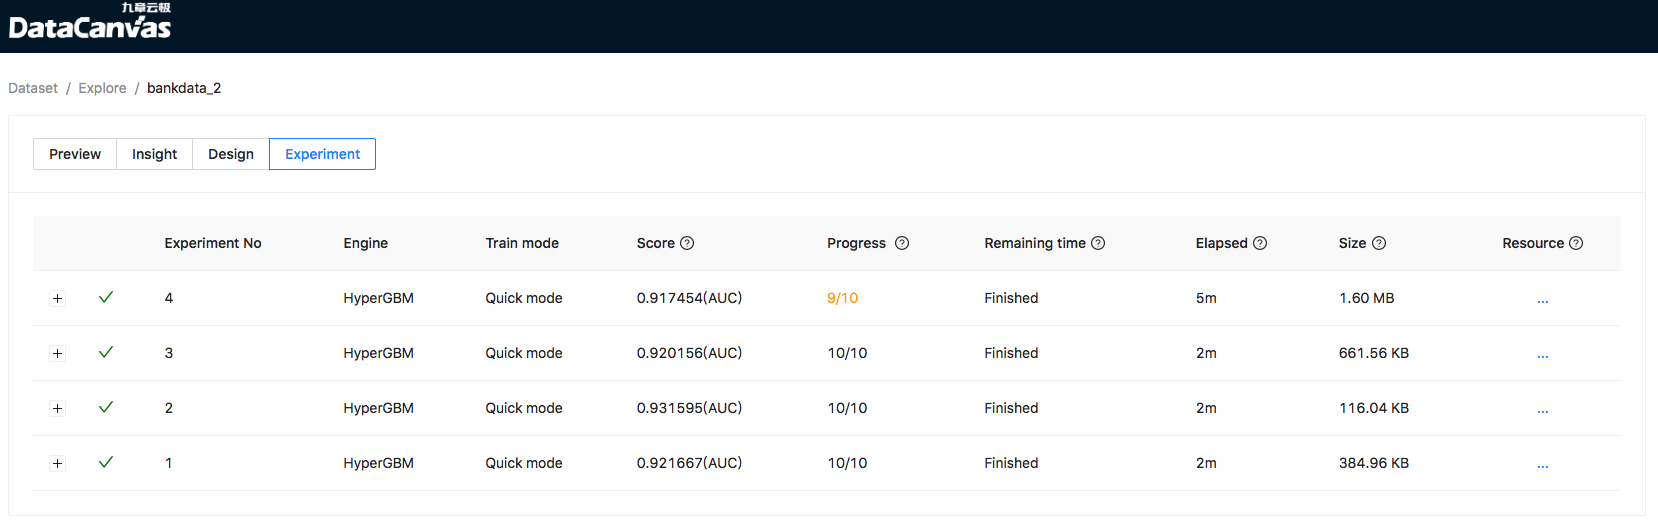 九章云极
DataCanvas
Dataset / Explore / bankdata_2
Preview Insight Design Experiment
Experiment No Engine Train mode Score ? Progress ? Remaining time ? Elapsed ? Size ? Resource ?
4 HyperGBM Quick mode 0.917454(AUC) 9/10 Finished 5m 1.60 MB ...
3 HyperGBM Quick mode 0.920156(AUC) 10/10 Finished 2m 661.56 KB ...
2 HyperGBM Quick mode 0.931595(AUC) 10/10 Finished 2m 116.04 KB ...
1 HyperGBM Quick mode 0.921667(AUC) 10/10 Finished 2m 384.96 KB ...